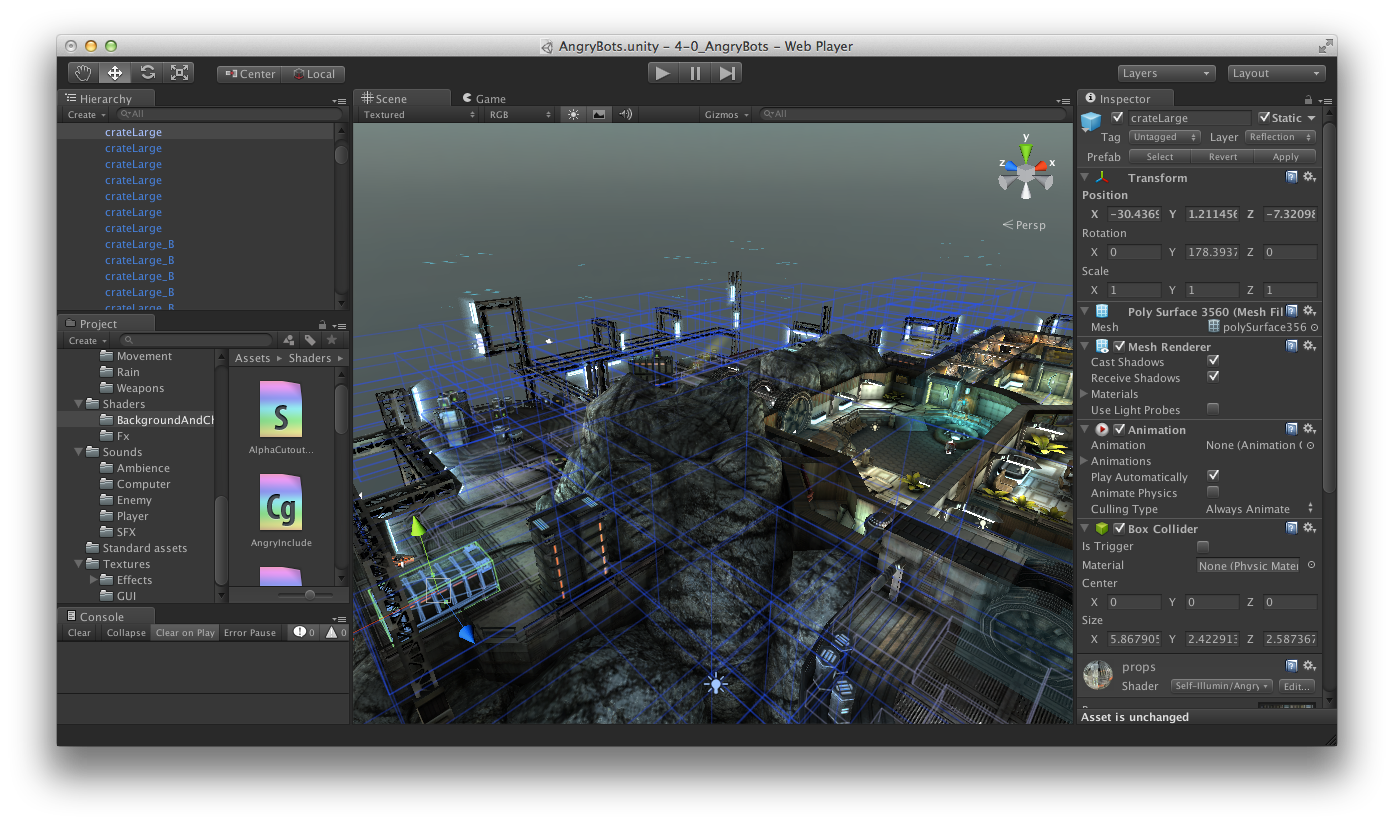 AngryBots.unity – 4-0_AngryBots – Web Player
Center
Local
Layers
Layout
Hierarchy
Create
All
crateLarge
crateLarge
crateLarge
crateLarge
crateLarge
crateLarge
crateLarge
crateLarge_B
crateLarge_B
crateLarge_B
crateLarge_B
crateLarge_B
Project
Create
Movement
Rain
Weapons
Shaders
BackgroundAndCh
Fx
Sounds
Ambience
Computer
Enemy
Player
SFX
Standard assets
Textures
Effects
GUI
Assets ▸ Shaders ▸
S
AlphaCutout...
Cg
AngryInclude
Console
Clear
Collapse
Clear on Play
Error Pause
0
0
Scene
Game
Textured
RGB
Gizmos
All
y
z
x
Persp
Inspector
crateLarge
Static
Tag Untagged Layer Reflection
Prefab Select Revert Apply
Transform
Position
X -30.4369 Y 1.211456 Z -7.32098
Rotation
X 0 Y 178.3937 Z 0
Scale
X 1 Y 1 Z 1
Poly Surface 3560 (Mesh Fil
Mesh polySurface356
Mesh Renderer
Cast Shadows
Receive Shadows
Materials
Use Light Probes
Animation
Animation None (Animation C
Animations
Play Automatically
Animate Physics
Culling Type Always Animate
Box Collider
Is Trigger
Material None (Physic Mater
Center
X 0 Y 0 Z 0
Size
X 5.867905 Y 2.422913 Z 2.587367
props
Shader Self-Illumin/Angry Edit...
Asset is unchanged